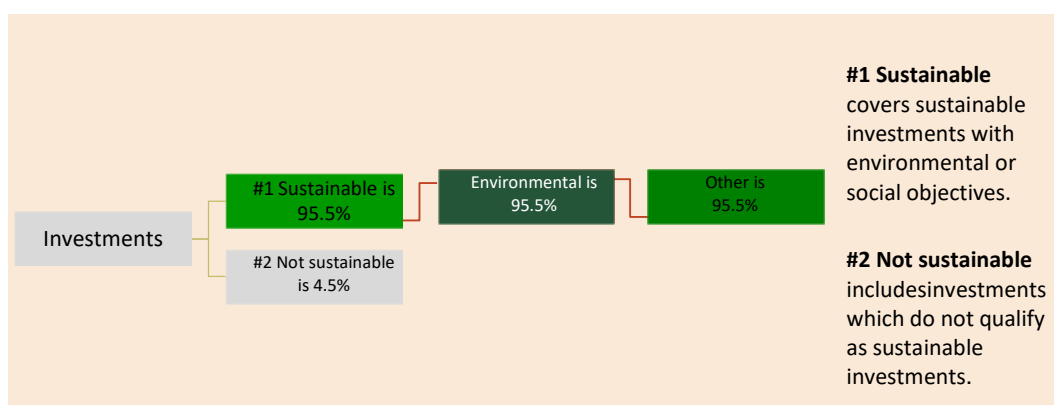 Investments
#1 Sustainable is
95.5%
#2 Not sustainable
is 4.5%
Environmental is
95.5%
Other is
95.5%
#1 Sustainable
covers sustainable
investments with
environmental or
social objectives.
#2 Not sustainable
includesinvestments
which do not qualify
as sustainable
investments.